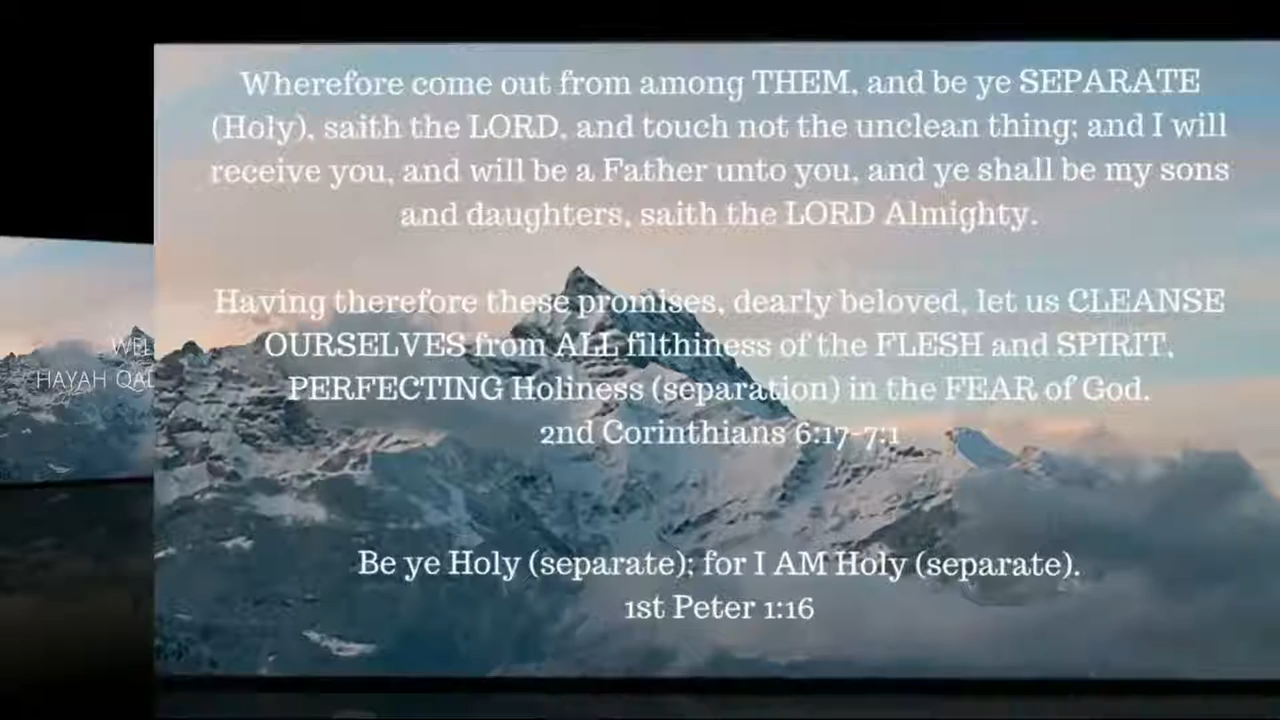 Wherefore come out from among THEM, and be ye SEPARATE
(Holy), saith the LORD, and touch not the unclean thing; and I will
receive you, and will be a Father unto you, and ye shall be my sons
and daughters, saith the LORD Almighty.
Having therefore these promises, dearly beloved, let us CLEANSE
OURSELVES from ALL filthiness of the FLESH and SPIRIT,
PERFECTING Holiness (separation) in the FEAR of God.
2nd Corinthians 6:17-7:1
Be ye Holy (separate); for I AM Holy (separate).
1st Peter 1:16
HAYAH